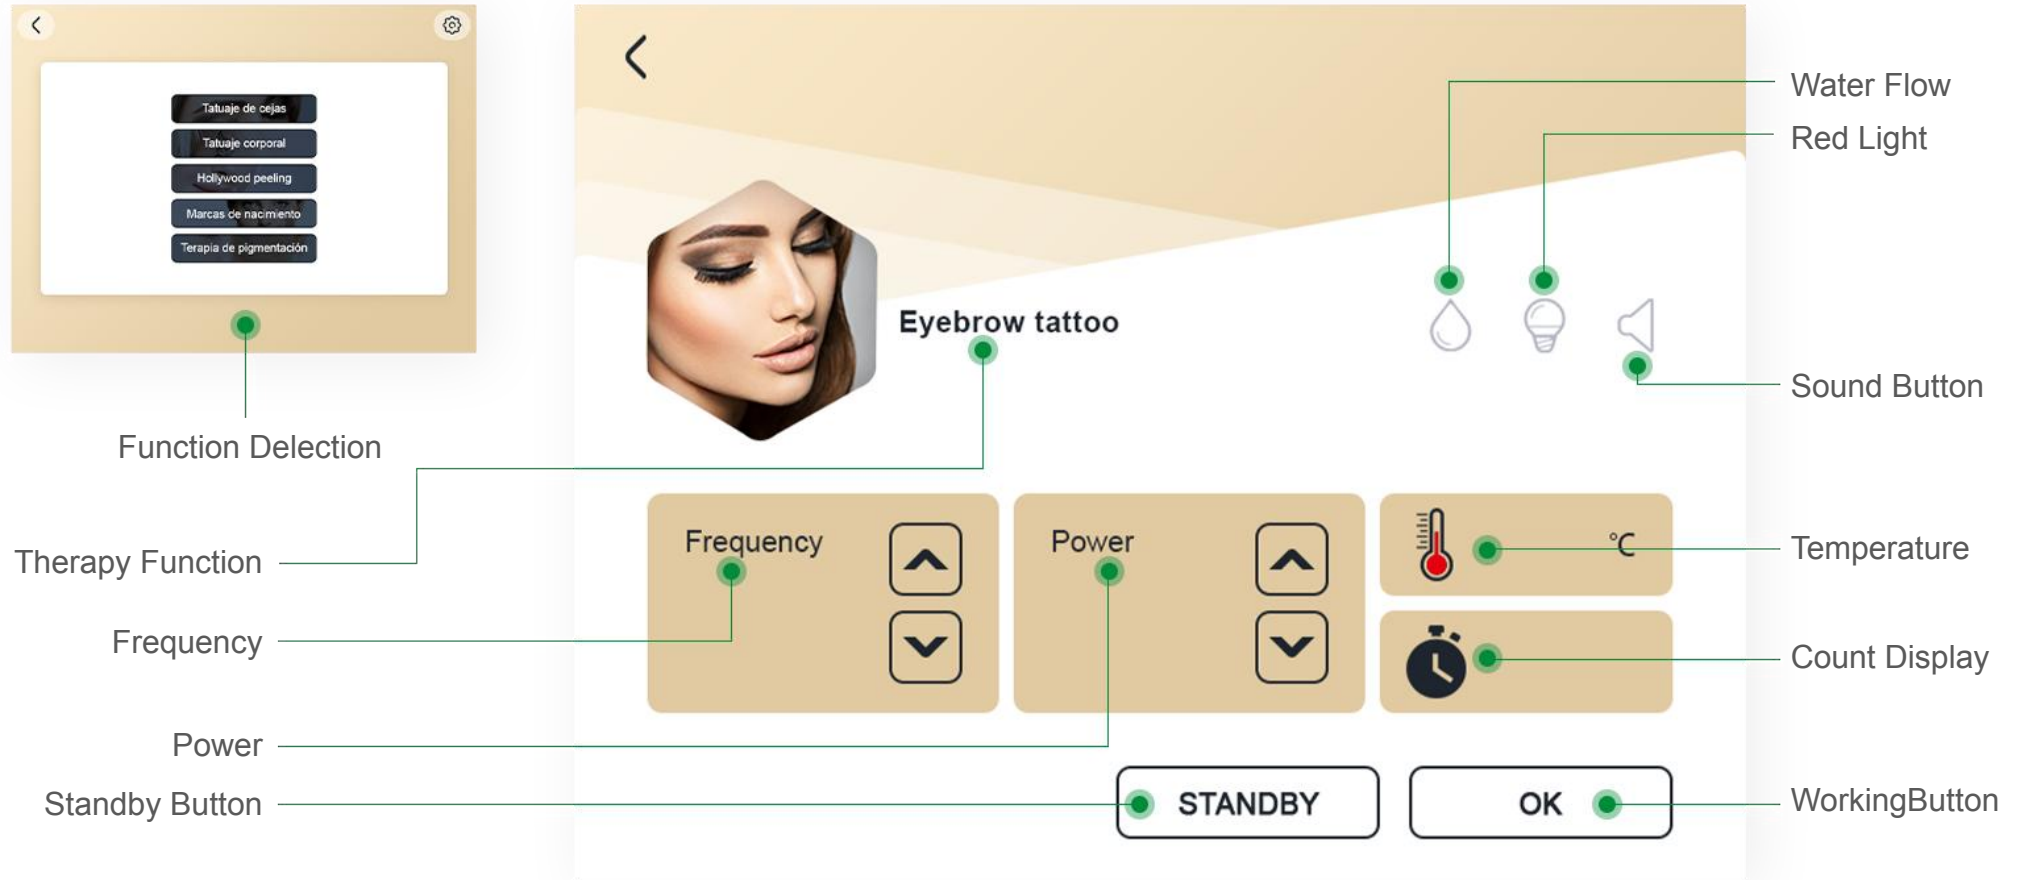 Tatuaje de cejas
Tatuaje corporal
Hollywood peeling
Marcas de nacimiento
Terapia de pigmentación
Function Delection
Therapy Function
Frequency
Power
Standby Button
Eyebrow tattoo
Frequency
Power
°C
STANDBY
OK
Water Flow
Red Light
Sound Button
Temperature
Count Display
WorkingButton